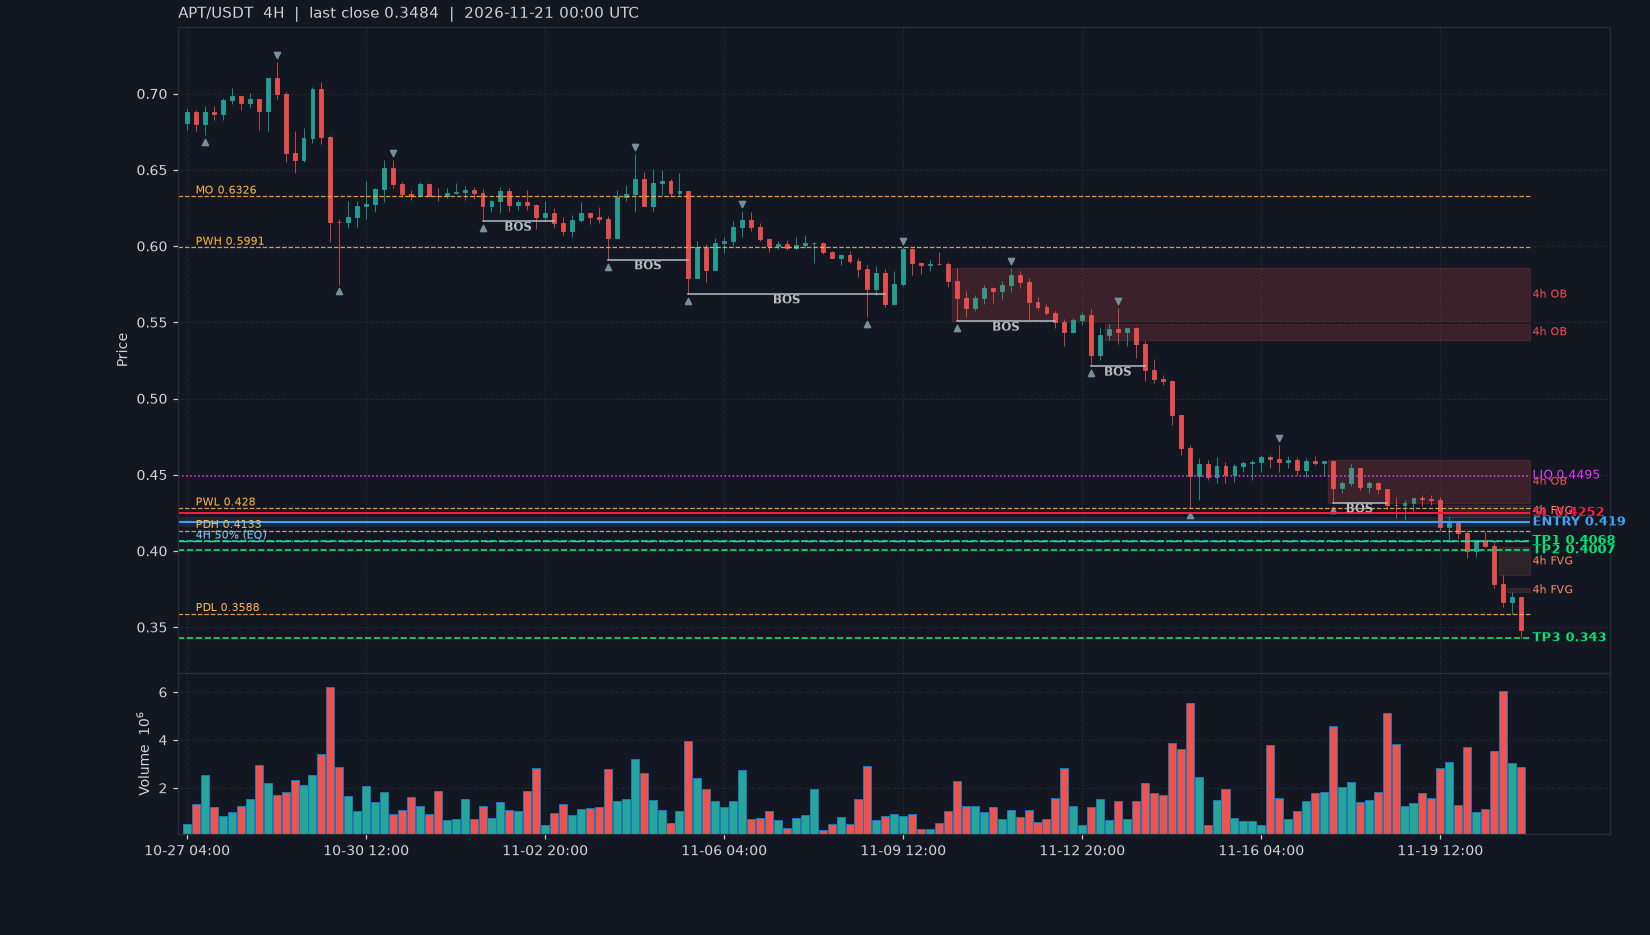 APT/USDT 4H | last close 0.3484 | 2026-11-21 00:00 UTC
Price
0.70
0.65
0.60
0.55
0.50
0.45
0.40
0.35
MO 0.6326
PWH 0.5991
BOS
BOS
BOS
BOS
BOS
BOS
4h OB
4h OB
LIQ 0.4495
4h OB
PWL 0.428
4h FVG
0.4252
ENTRY 0.419
PDH 0.4133
4H 50% (EQ)
TP1 0.4068
TP2 0.4007
4h FVG
4h FVG
PDL 0.3588
TP3 0.343
Volume 10⁶
6
4
2
10-27 04:00
10-30 12:00
11-02 20:00
11-06 04:00
11-09 12:00
11-12 20:00
11-16 04:00
11-19 12:00